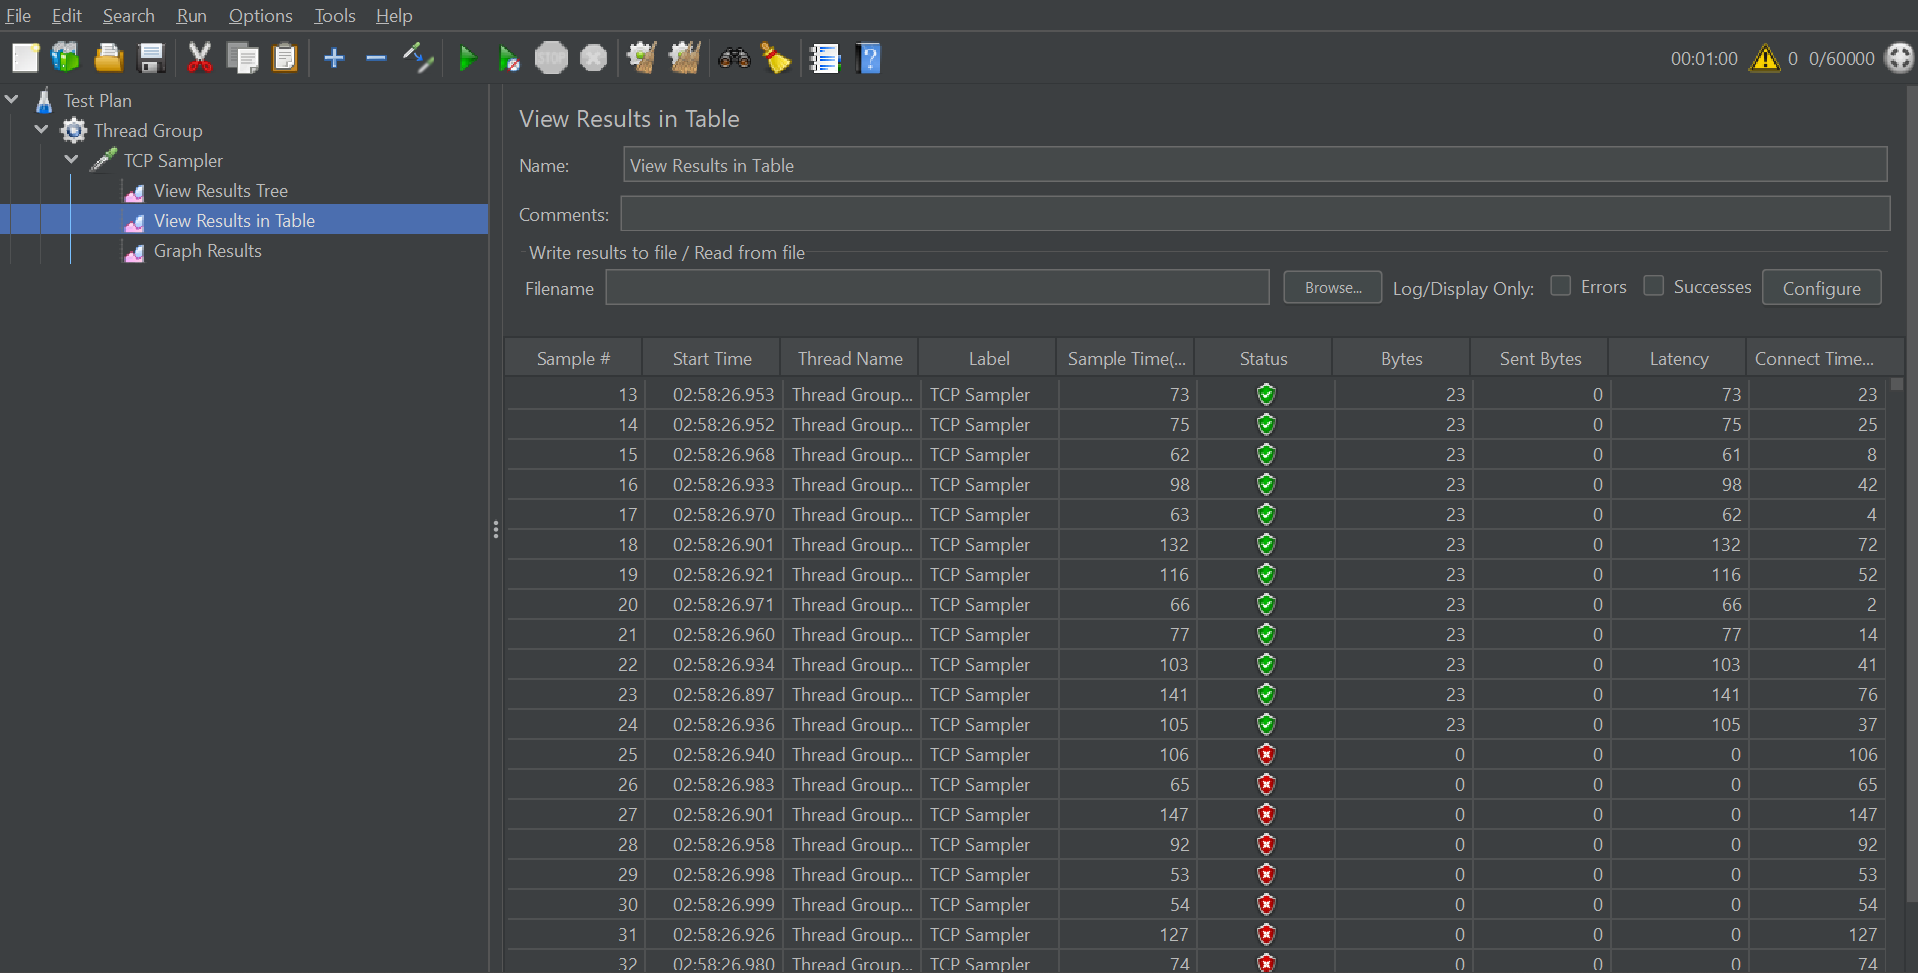 File Edit Search Run Options Tools Help
STOP
00:01:00 0 0/60000
Test Plan
Thread Group
TCP Sampler
View Results Tree
View Results in Table
Graph Results
View Results in Table
Name: View Results in Table
Comments:
Write results to file / Read from file
Filename Browse... Log/Display Only: Errors Successes Configure
Sample # Start Time Thread Name Label Sample Time(... Status Bytes Sent Bytes Latency Connect Time...
13 02:58:26.953 Thread Group... TCP Sampler 73 23 0 73 23
14 02:58:26.952 Thread Group... TCP Sampler 75 23 0 75 25
15 02:58:26.968 Thread Group... TCP Sampler 62 23 0 61 8
16 02:58:26.933 Thread Group... TCP Sampler 98 23 0 98 42
17 02:58:26.970 Thread Group... TCP Sampler 63 23 0 62 4
18 02:58:26.901 Thread Group... TCP Sampler 132 23 0 132 72
19 02:58:26.921 Thread Group... TCP Sampler 116 23 0 116 52
20 02:58:26.971 Thread Group... TCP Sampler 66 23 0 66 2
21 02:58:26.960 Thread Group... TCP Sampler 77 23 0 77 14
22 02:58:26.934 Thread Group... TCP Sampler 103 23 0 103 41
23 02:58:26.897 Thread Group... TCP Sampler 141 23 0 141 76
24 02:58:26.936 Thread Group... TCP Sampler 105 23 0 105 37
25 02:58:26.940 Thread Group... TCP Sampler 106 0 0 0 106
26 02:58:26.983 Thread Group... TCP Sampler 65 0 0 0 65
27 02:58:26.901 Thread Group... TCP Sampler 147 0 0 0 147
28 02:58:26.958 Thread Group... TCP Sampler 92 0 0 0 92
29 02:58:26.998 Thread Group... TCP Sampler 53 0 0 0 53
30 02:58:26.999 Thread Group... TCP Sampler 54 0 0 0 54
31 02:58:26.926 Thread Group... TCP Sampler 127 0 0 0 127
32 02:58:26.980 Thread Group... TCP Sampler 74 0 0 0 74